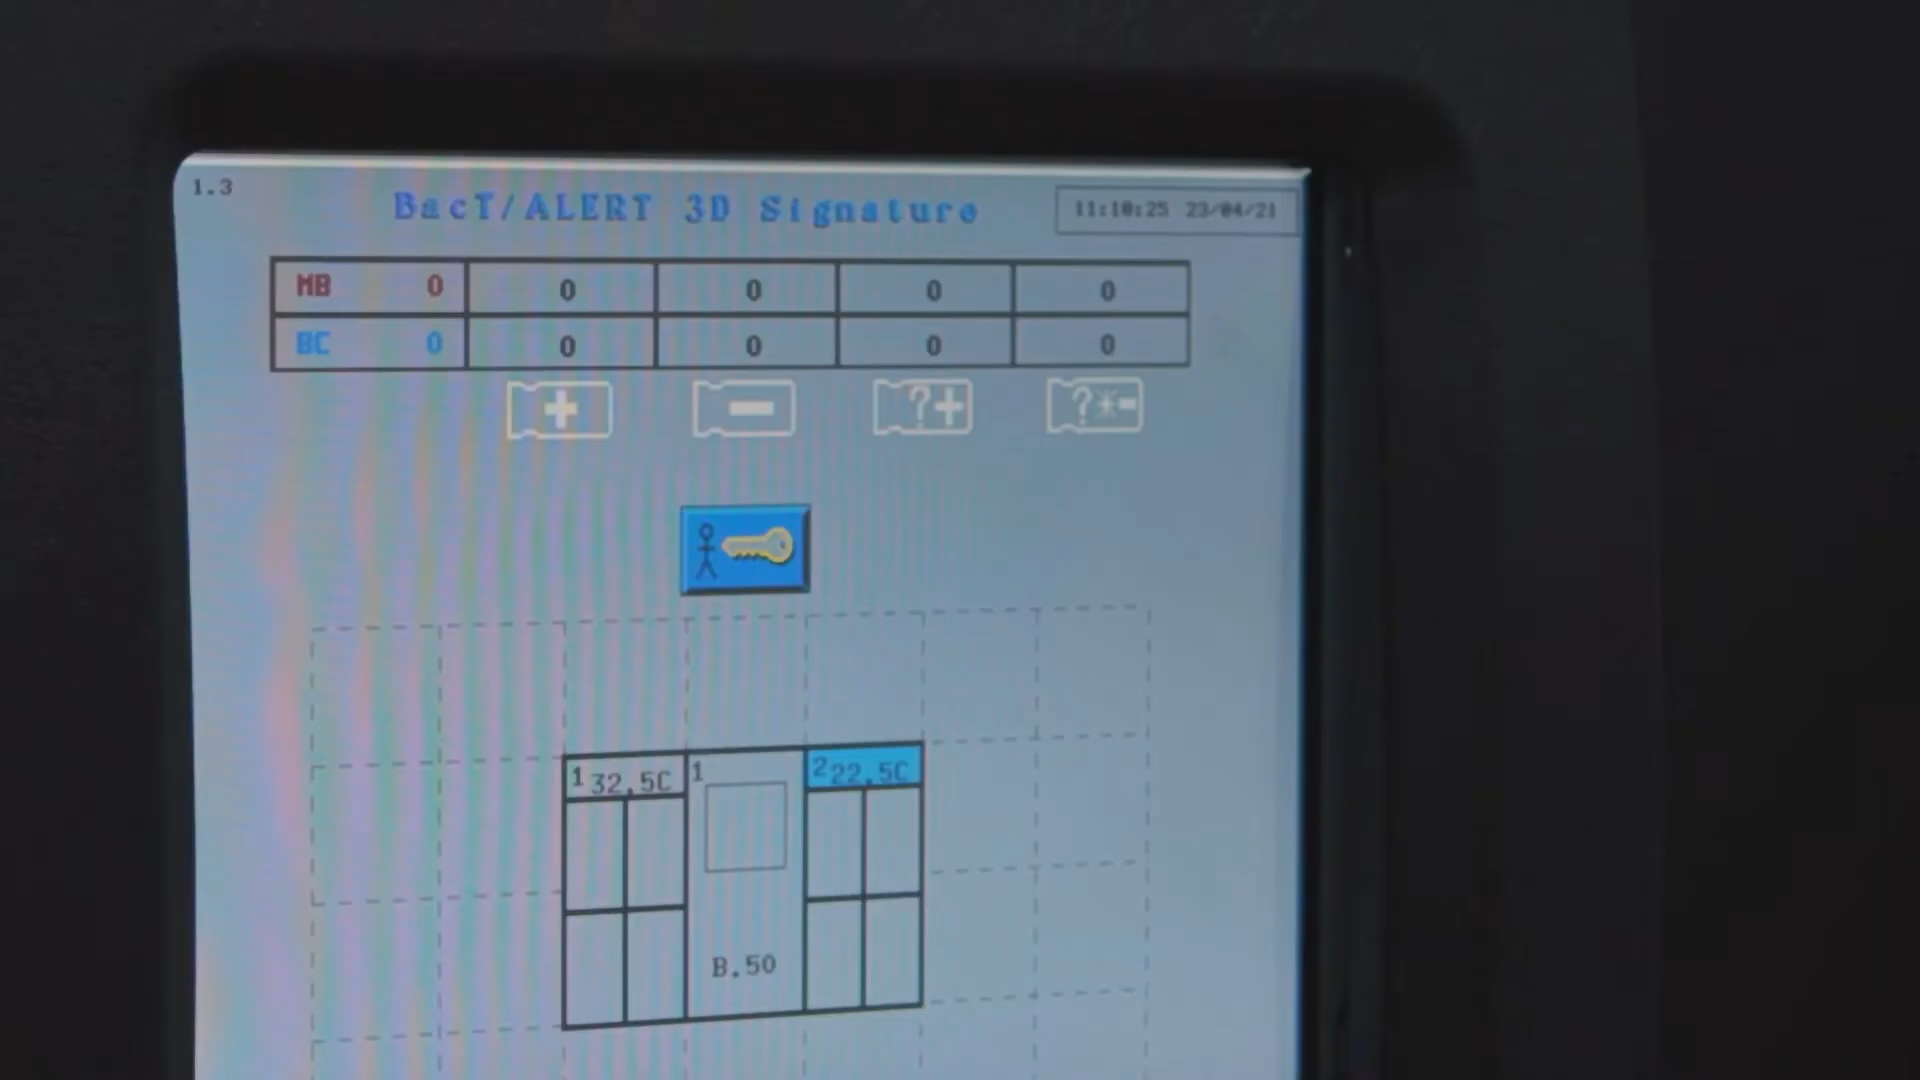 1.3
BacT/ALERT 3D Signature
11:10:25 23/04/21
MB 0 0 0 0 0
BC 0 0 0 0 0
+ - ?+ ?*-
1 32,5C 1 2 22,5C
B.50